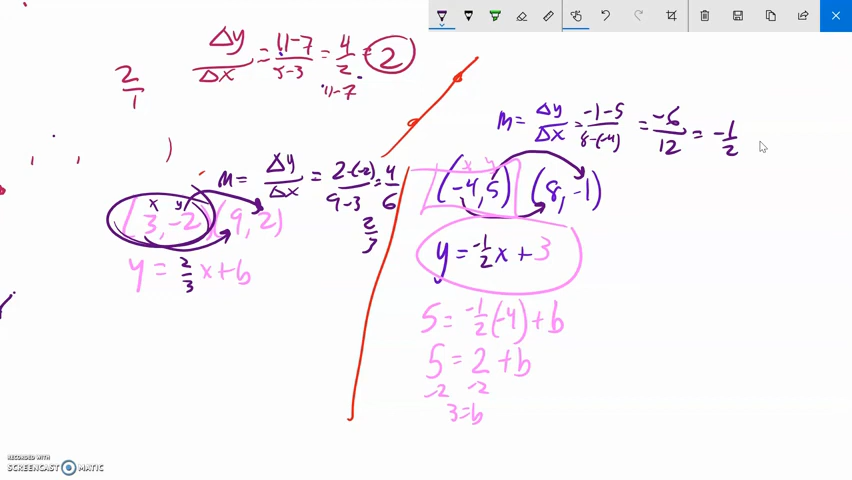 Δy/Δx = 11-7/5-3 = 4/2 = 2
2/1
11-7
m = Δy/Δx = 2-(-2)/9-3 = 4/6
2/3
x y
(3, -2) (9, 2)
y = 2/3 x + b
m = Δy/Δx = -1-5/8-(-4) = -6/12 = -1/2
x y
(-4, 5) (8, -1)
y = -1/2 x + 3
5 = -1/2 (-4) + b
5 = 2 + b
-2 -2
3 = b
RECORDED WITH
SCREENCAST MATIC